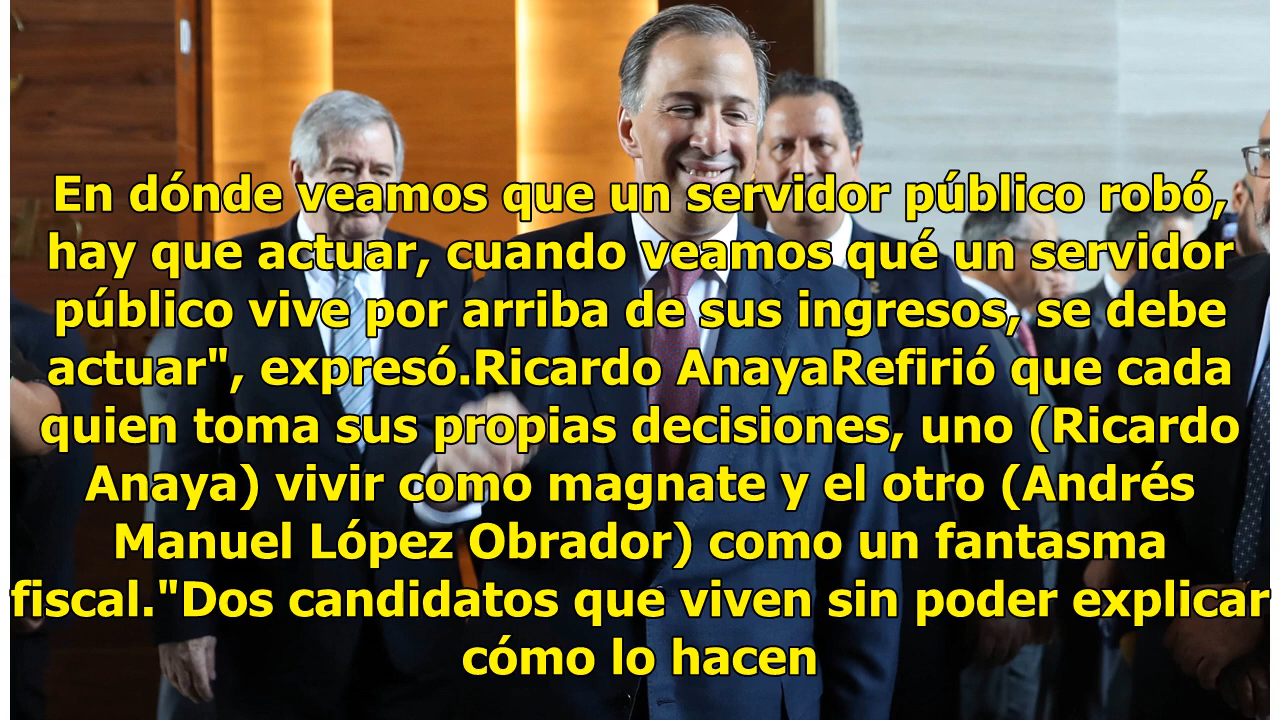 En dónde veamos que un servidor público robó,
hay que actuar, cuando veamos qué un servidor
público vive por arriba de sus ingresos, se debe
actuar", expresó.Ricardo AnayaRefirió que cada
quien toma sus propias decisiones, uno (Ricardo
Anaya) vivir como magnate y el otro (Andrés
Manuel López Obrador) como un fantasma
fiscal."Dos candidatos que viven sin poder explicar
cómo lo hacen